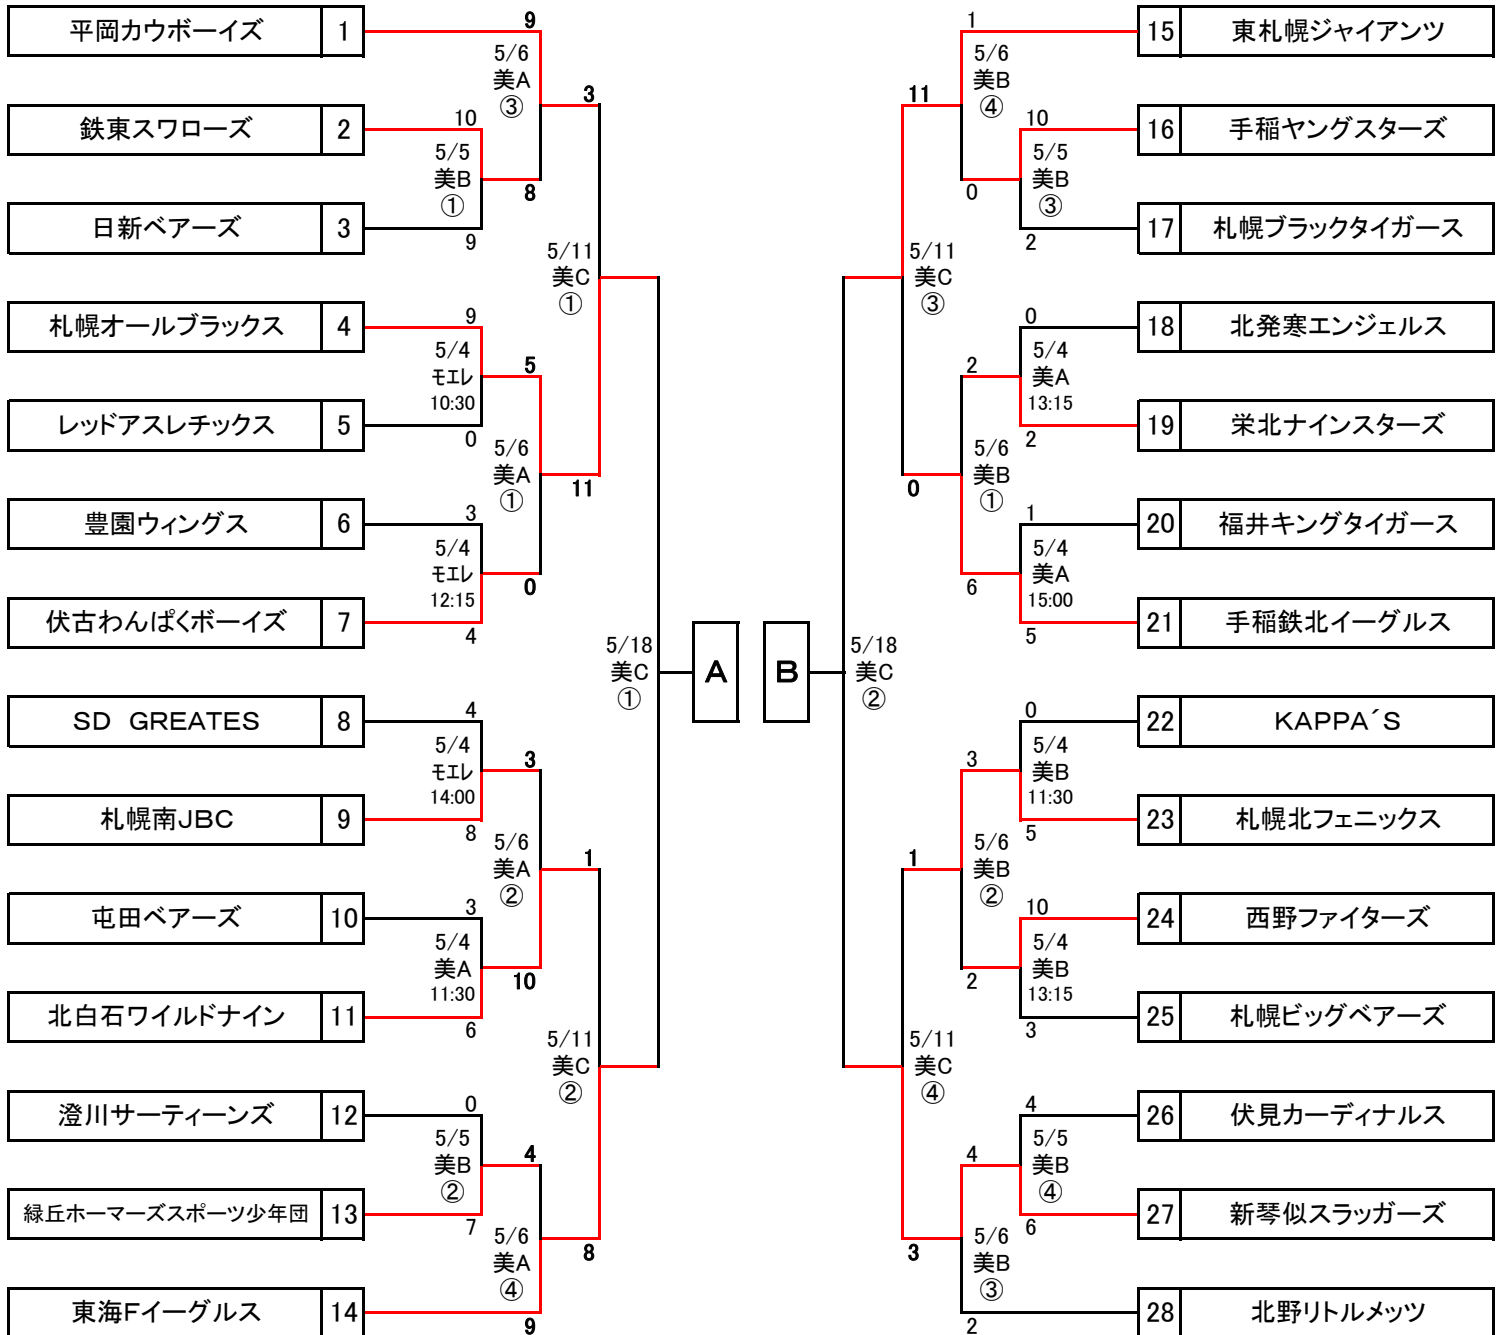 平岡カウボーイズ 1
鉄東スワローズ 2
日新ベアーズ 3
札幌オールブラックス 4
レッドアスレチックス 5
豊園ウィングス 6
伏古わんぱくボーイズ 7
SD GREATES 8
札幌南JBC 9
屯田ベアーズ 10
北白石ワイルドナイン 11
澄川サーティーンズ 12
緑丘ホーマーズスポーツ少年団 13
東海Fイーグルス 14
10
5/5
美B
①
9
9
5/4
モエレ
10:30
0
3
5/4
モエレ
12:15
4
4
5/4
モエレ
14:00
8
3
5/4
美A
11:30
6
0
5/5
美B
②
7
9
5/6
美A
③
8
5
5/6
美A
①
0
3
5/6
美A
②
10
4
5/6
美A
④
9
3
5/11
美C
①
11
1
5/11
美C
②
8
5/18
美C
①
A
B
5/18
美C
②
11
5/11
美C
③
0
1
5/11
美C
④
3
1
5/6
美B
④
0
2
5/6
美B
①
6
3
5/6
美B
②
2
4
5/6
美B
③
2
10
5/5
美B
③
2
0
5/4
美A
13:15
2
1
5/4
美A
15:00
5
0
5/4
美B
11:30
5
10
5/4
美B
13:15
3
4
5/5
美B
④
6
15 東札幌ジャイアンツ
16 手稲ヤングスターズ
17 札幌ブラックタイガース
18 北発寒エンジェルス
19 栄北ナインスターズ
20 福井キングタイガース
21 手稲鉄北イーグルス
22 KAPPA´S
23 札幌北フェニックス
24 西野ファイターズ
25 札幌ビッグベアーズ
26 伏見カーディナルス
27 新琴似スラッガーズ
28 北野リトルメッツ